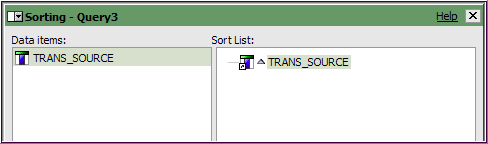 Sorting - Query3 Help
Data items: Sort List:
TRANS_SOURCE TRANS_SOURCE